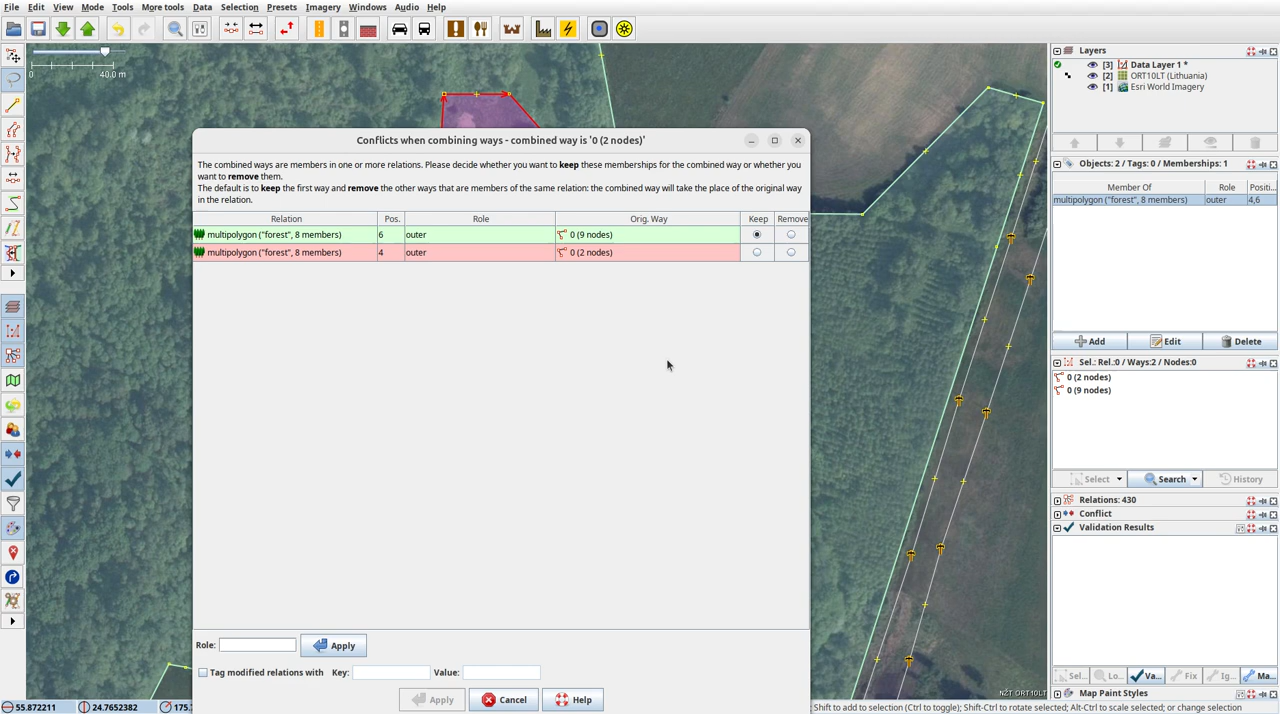 File Edit View Mode Tools More tools Data Selection Presets Imagery Windows Audio Help
0 40.0 m
Conflicts when combining ways - combined way is '0 (2 nodes)'
The combined ways are members in one or more relations. Please decide whether you want to keep these memberships for the combined way or whether you
want to remove them.
The default is to keep the first way and remove the other ways that are members of the same relation: the combined way will take the place of the original way
in the relation.
Relation Pos. Role Orig. Way Keep Remove
multipolygon ("forest", 8 members) 6 outer 0 (9 nodes)
multipolygon ("forest", 8 members) 4 outer 0 (2 nodes)
Role: Apply
Tag modified relations with Key: Value:
Apply Cancel Help
Layers
[3] Data Layer 1 *
[2] ORT10LT (Lithuania)
[1] Esri World Imagery
Objects: 2 / Tags: 0 / Memberships: 1
Member Of Role Positi...
multipolygon ("forest", 8 members) outer 4,6
Add Edit Delete
Sel.: Rel.:0 / Ways:2 / Nodes:0
0 (2 nodes)
0 (9 nodes)
Select Search History
Relations: 430
Conflict
Validation Results
Sel... Lo... Va... Fix Ig... Ma...
Map Paint Styles
NŽT ORT10LT
55.872211 24.7652382 175. Shift to add to selection (Ctrl to toggle); Shift-Ctrl to rotate selected; Alt-Ctrl to scale selected; or change selection